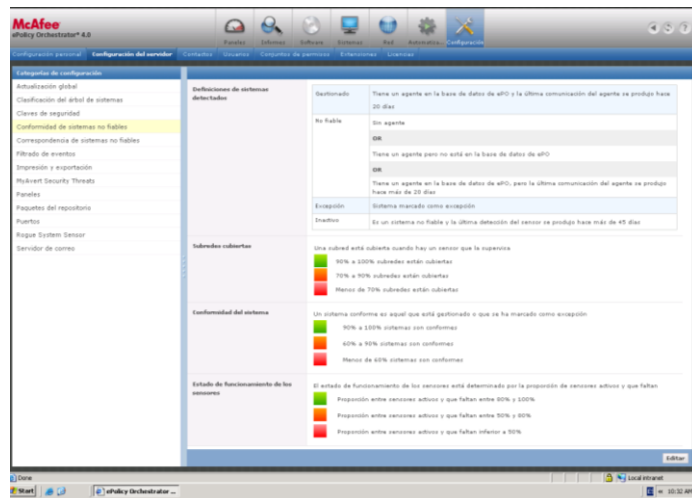 McAfee
ePolicy Orchestrator® 4.0
Paneles
Informes
Software
Sistemas
Red
Automatiza...
Configuración
Configuración personal
Configuración del servidor
Contactos
Usuarios
Conjuntos de permisos
Extensiones
Licencias
Categorías de configuración
Actualización global
Clasificación del árbol de sistemas
Claves de seguridad
Conformidad de sistemas no fiables
Correspondencia de sistemas no fiables
Filtrado de eventos
Impresión y exportación
MyAvert Security Threats
Paneles
Paquetes del repositorio
Puertos
Rogue System Sensor
Servidor de correo
Definiciones de sistemas
detectados
Gestionado
Tiene un agente en la base de datos de ePO y la última comunicación del agente se produjo hace
20 días
No fiable
Sin agente
OR
Tiene un agente pero no está en la base de datos de ePO
OR
Tiene un agente en la base de datos de ePO, pero la última comunicación del agente se produjo
hace más de 20 días
Excepción
Sistema marcado como excepción
Inactivo
Es un sistema no fiable y la última detección del sensor se produjo hace más de 45 días
Subredes cubiertas
Una subred está cubierta cuando hay un sensor que la supervisa
90% a 100% subredes están cubiertas
70% a 90% subredes están cubiertas
Menos de 70% subredes están cubiertas
Conformidad del sistema
Un sistema conforme es aquel que está gestionado o que se ha marcado como excepción
90% a 100% sistemas son conformes
60% a 90% sistemas son conformes
Menos de 60% sistemas son conformes
Estado de funcionamiento de los
sensores
El estado de funcionamiento de los sensores está determinado por la proporción de sensores activos y que faltan
Proporción entre sensores activos y que faltan entre 80% y 100%
Proporción entre sensores activos y que faltan entre 50% y 80%
Proporción entre sensores activos y que faltan inferior a 50%
Editar
Done
Local intranet
Start
ePolicy Orchestrator ...
10:32 AM